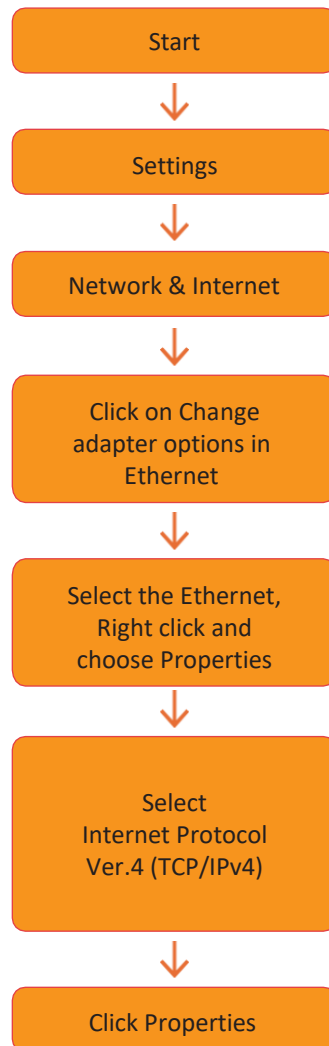 Start
Settings
Network & Internet
Click on Change
adapter options in
Ethernet
Select the Ethernet,
Right click and
choose Properties
Select
Internet Protocol
Ver.4 (TCP/IPv4)
Click Properties